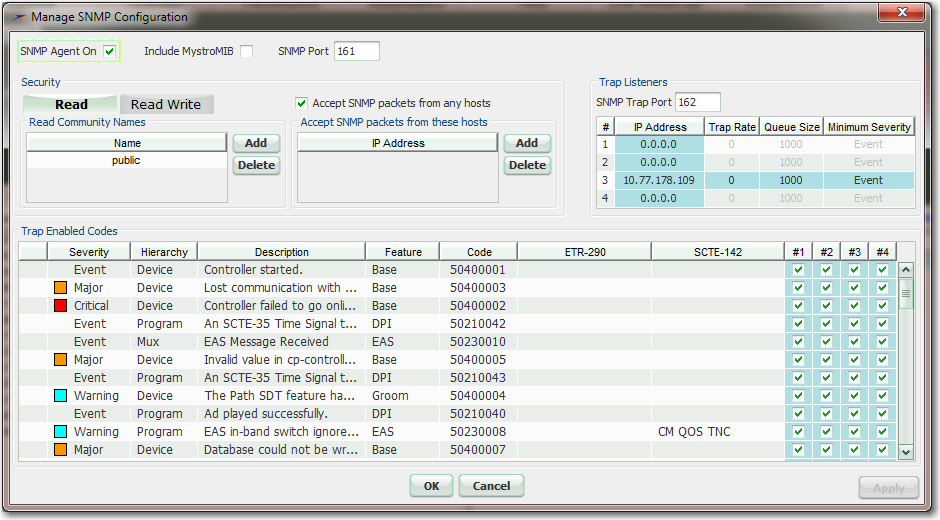 Manage SNMP Configuration
SNMP Agent On Include MystroMIB SNMP Port 161
Security
Read Read Write
Accept SNMP packets from any hosts
Read Community Names
Name
public
Add
Delete
Accept SNMP packets from these hosts
IP Address
Add
Delete
Trap Listeners
SNMP Trap Port 162
# IP Address Trap Rate Queue Size Minimum Severity
1 0.0.0.0 0 1000 Event
2 0.0.0.0 0 1000 Event
3 10.77.178.109 0 1000 Event
4 0.0.0.0 0 1000 Event
Trap Enabled Codes
Severity Hierarchy Description Feature Code ETR-290 SCTE-142 #1 #2 #3 #4
Event Device Controller started. Base 50400001
Major Device Lost communication with ... Base 50400003
Critical Device Controller failed to go onli... Base 50400002
Event Program An SCTE-35 Time Signal t... DPI 50210042
Event Mux EAS Message Received EAS 50230010
Major Device Invalid value in cp-controll... Base 50400005
Event Program An SCTE-35 Time Signal t... DPI 50210043
Warning Device The Path SDT feature ha... Groom 50400004
Event Program Ad played successfully. DPI 50210040
Warning Program EAS in-band switch ignore... EAS 50230008 CM QOS TNC
Major Device Database could not be wr... Base 50400007
OK Cancel Apply